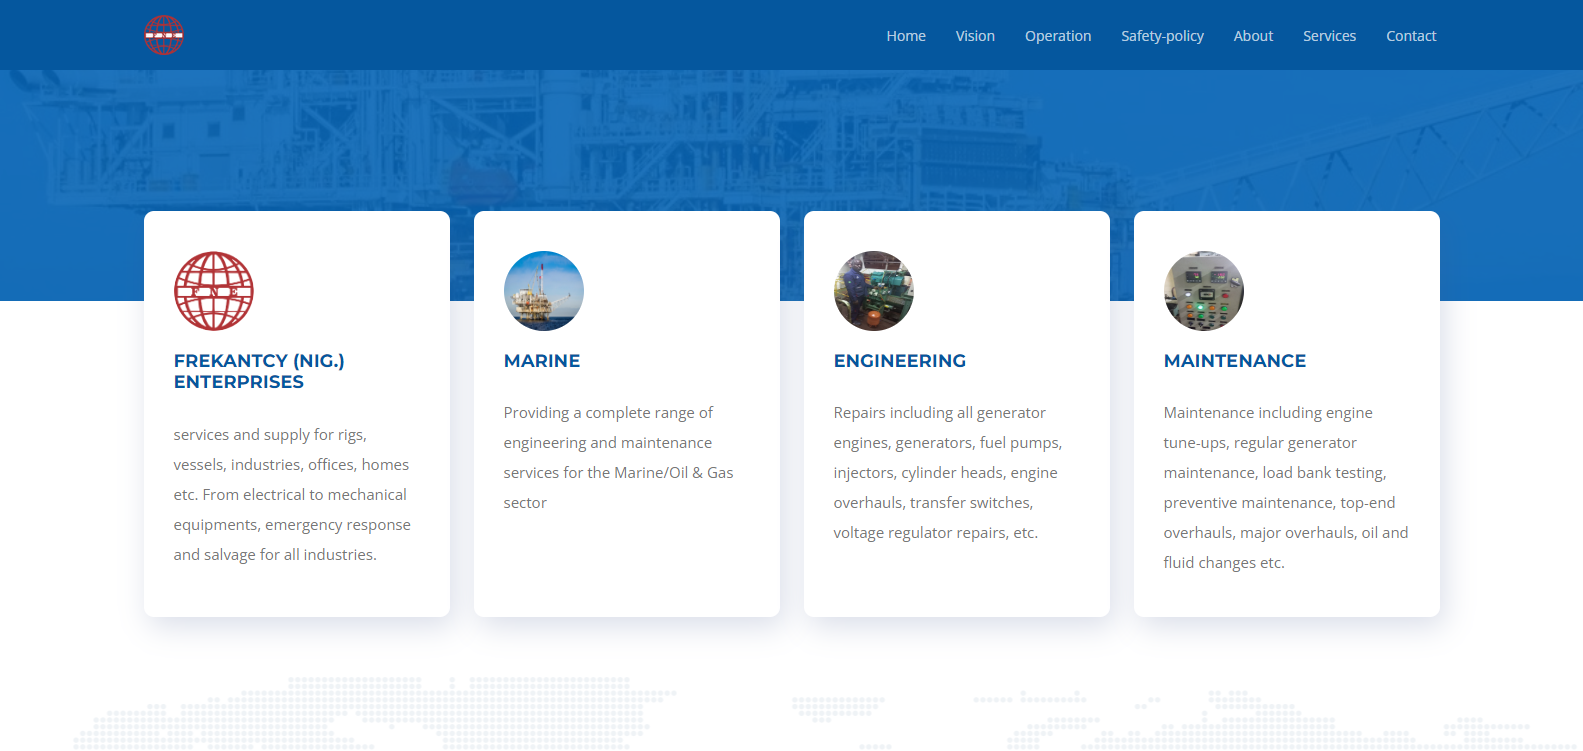 FNE
Home Vision Operation Safety-policy About Services Contact
FNE
FREKANTCY (NIG.)
ENTERPRISES
services and supply for rigs,
vessels, industries, offices, homes
etc. From electrical to mechanical
equipments, emergency response
and salvage for all industries.
MARINE
Providing a complete range of
engineering and maintenance
services for the Marine/Oil & Gas
sector
ENGINEERING
Repairs including all generator
engines, generators, fuel pumps,
injectors, cylinder heads, engine
overhauls, transfer switches,
voltage regulator repairs, etc.
MAINTENANCE
Maintenance including engine
tune-ups, regular generator
maintenance, load bank testing,
preventive maintenance, top-end
overhauls, major overhauls, oil and
fluid changes etc.